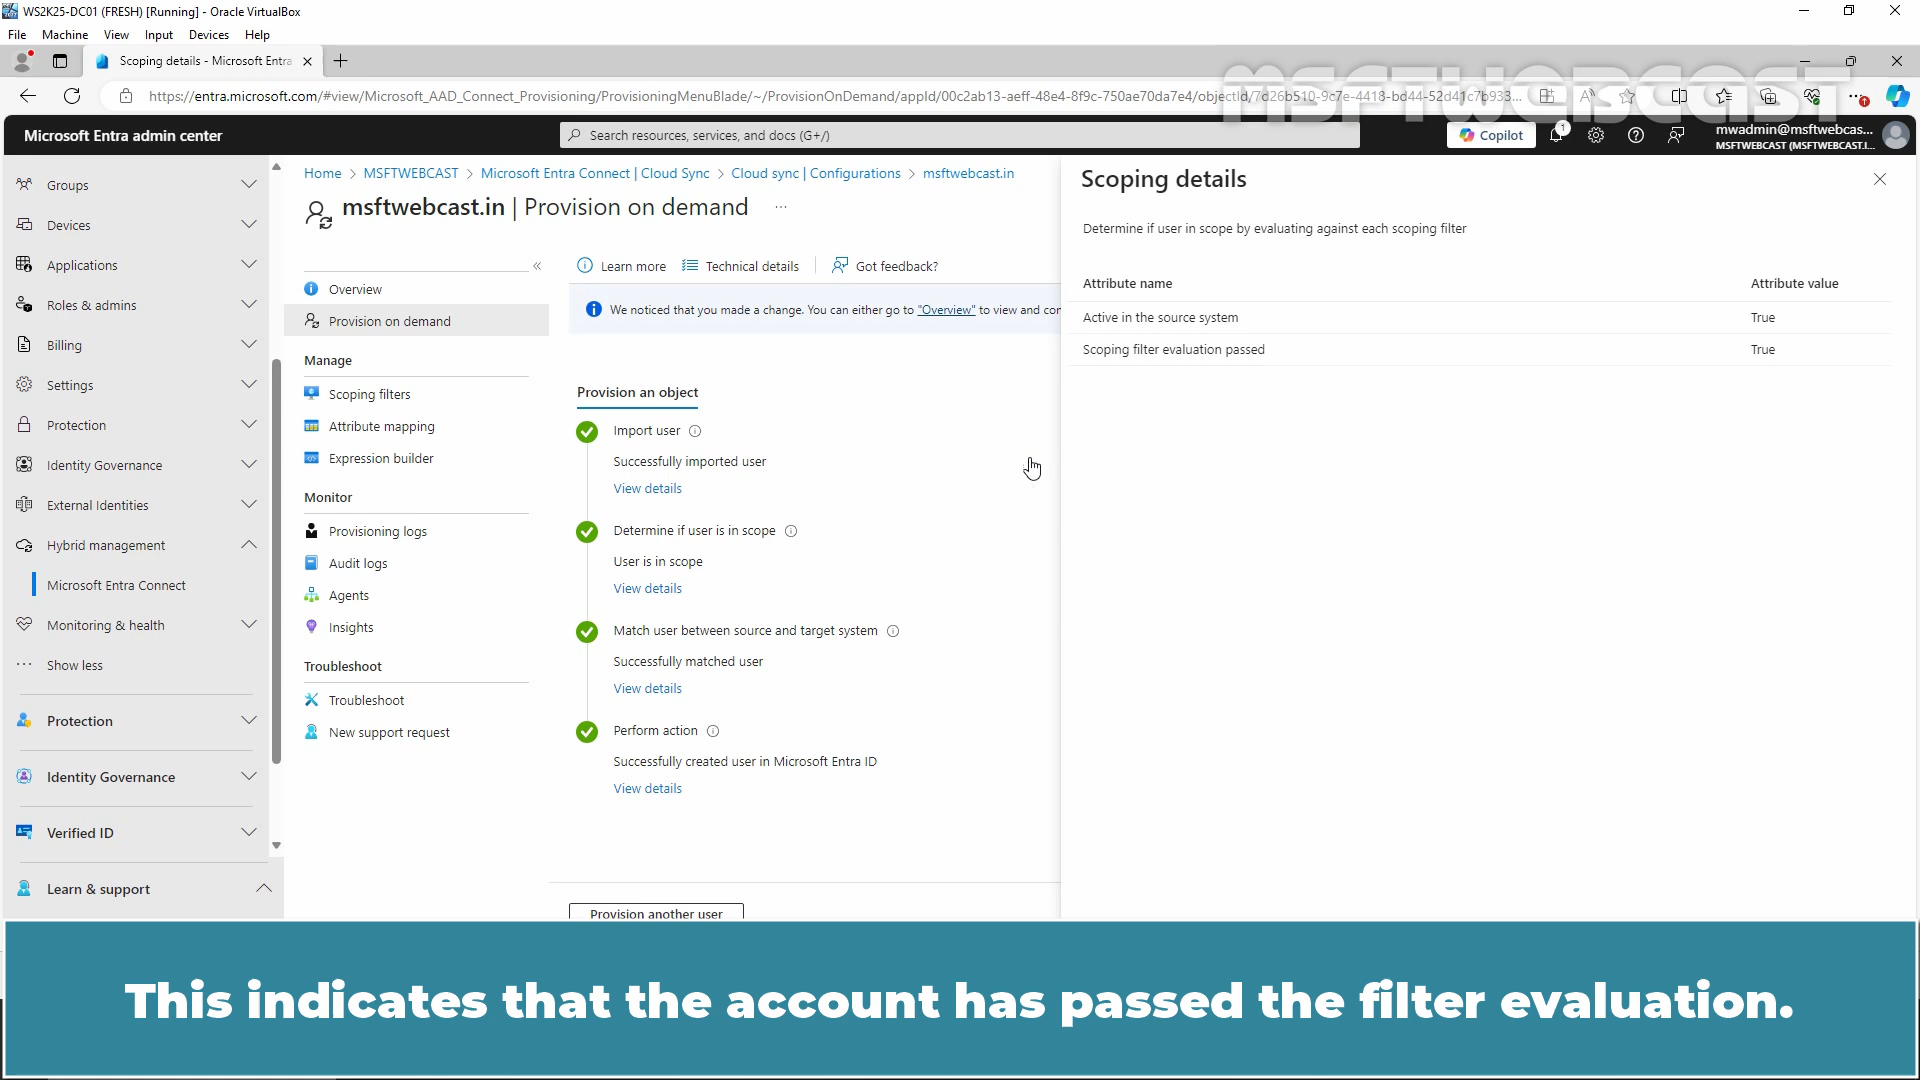 WS2K25-DC01 (FRESH) [Running] - Oracle VirtualBox
File Machine View Input Devices Help
Scoping details - Microsoft Entra
https://entra.microsoft.com/#view/Microsoft_AAD_Connect_Provisioning/ProvisioningMenuBlade/~/ProvisionOnDemand/appId/00c2ab13-aeff-48e4-8f9c-750ae70da7e4/objectId/7d26b510-9c7e-4418-bd44-52d41c7b933...
MSFTWEBCAST
Microsoft Entra admin center
Search resources, services, and docs (G+/)
Copilot
1
mwadmin@msftwebcas...
MSFTWEBCAST (MSFTWEBCAST.I...
Groups
Devices
Applications
Roles & admins
Billing
Settings
Protection
Identity Governance
External Identities
Hybrid management
Microsoft Entra Connect
Monitoring & health
Show less
Protection
Identity Governance
Verified ID
Learn & support
Home > MSFTWEBCAST > Microsoft Entra Connect | Cloud Sync > Cloud sync | Configurations > msftwebcast.in
msftwebcast.in | Provision on demand ...
Overview
Provision on demand
Manage
Scoping filters
Attribute mapping
Expression builder
Monitor
Provisioning logs
Audit logs
Agents
Insights
Troubleshoot
Troubleshoot
New support request
Learn more Technical details Got feedback?
We noticed that you made a change. You can either go to "Overview" to view and cor
Provision an object
Import user
Successfully imported user
View details
Determine if user is in scope
User is in scope
View details
Match user between source and target system
Successfully matched user
View details
Perform action
Successfully created user in Microsoft Entra ID
View details
Provision another user
Scoping details
Determine if user in scope by evaluating against each scoping filter
Attribute name Attribute value
Active in the source system True
Scoping filter evaluation passed True
This indicates that the account has passed the filter evaluation.